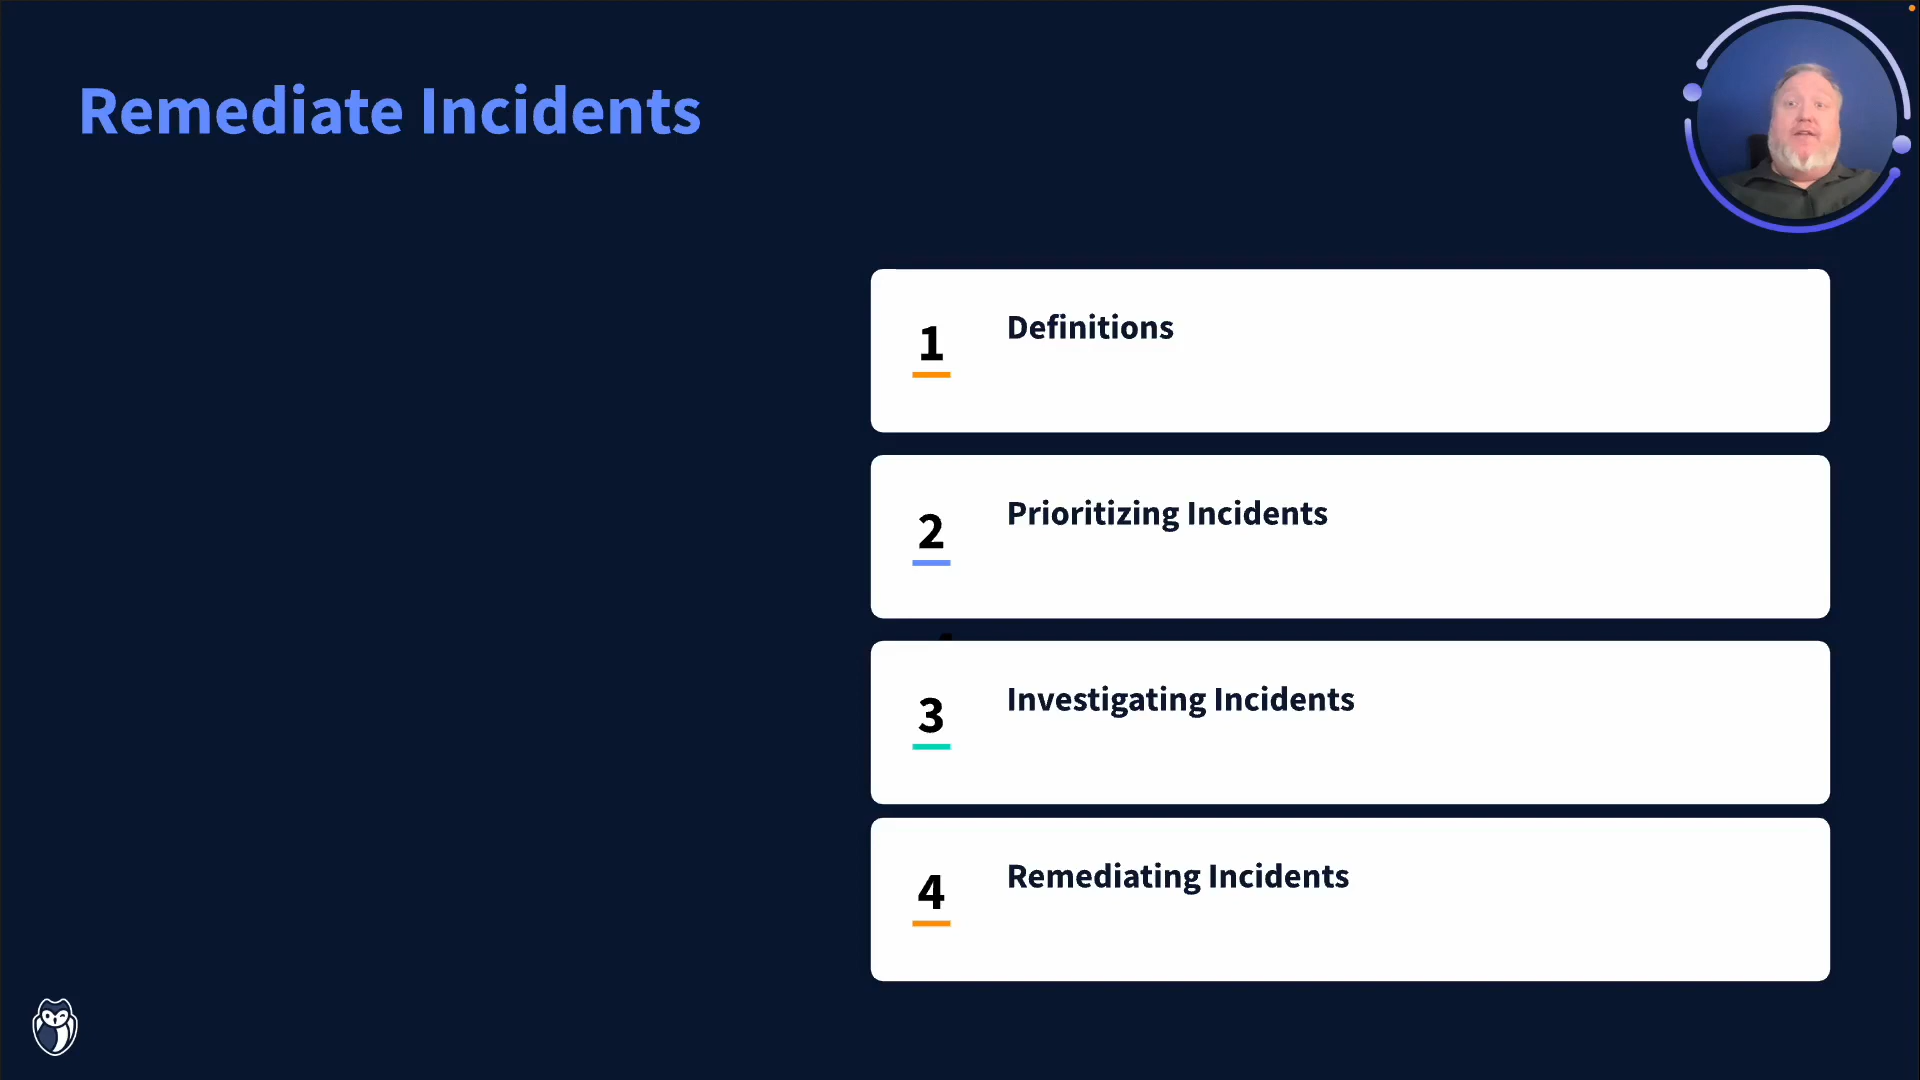 Remediate Incidents
1
Definitions
2
Prioritizing Incidents
3
Investigating Incidents
4
Remediating Incidents